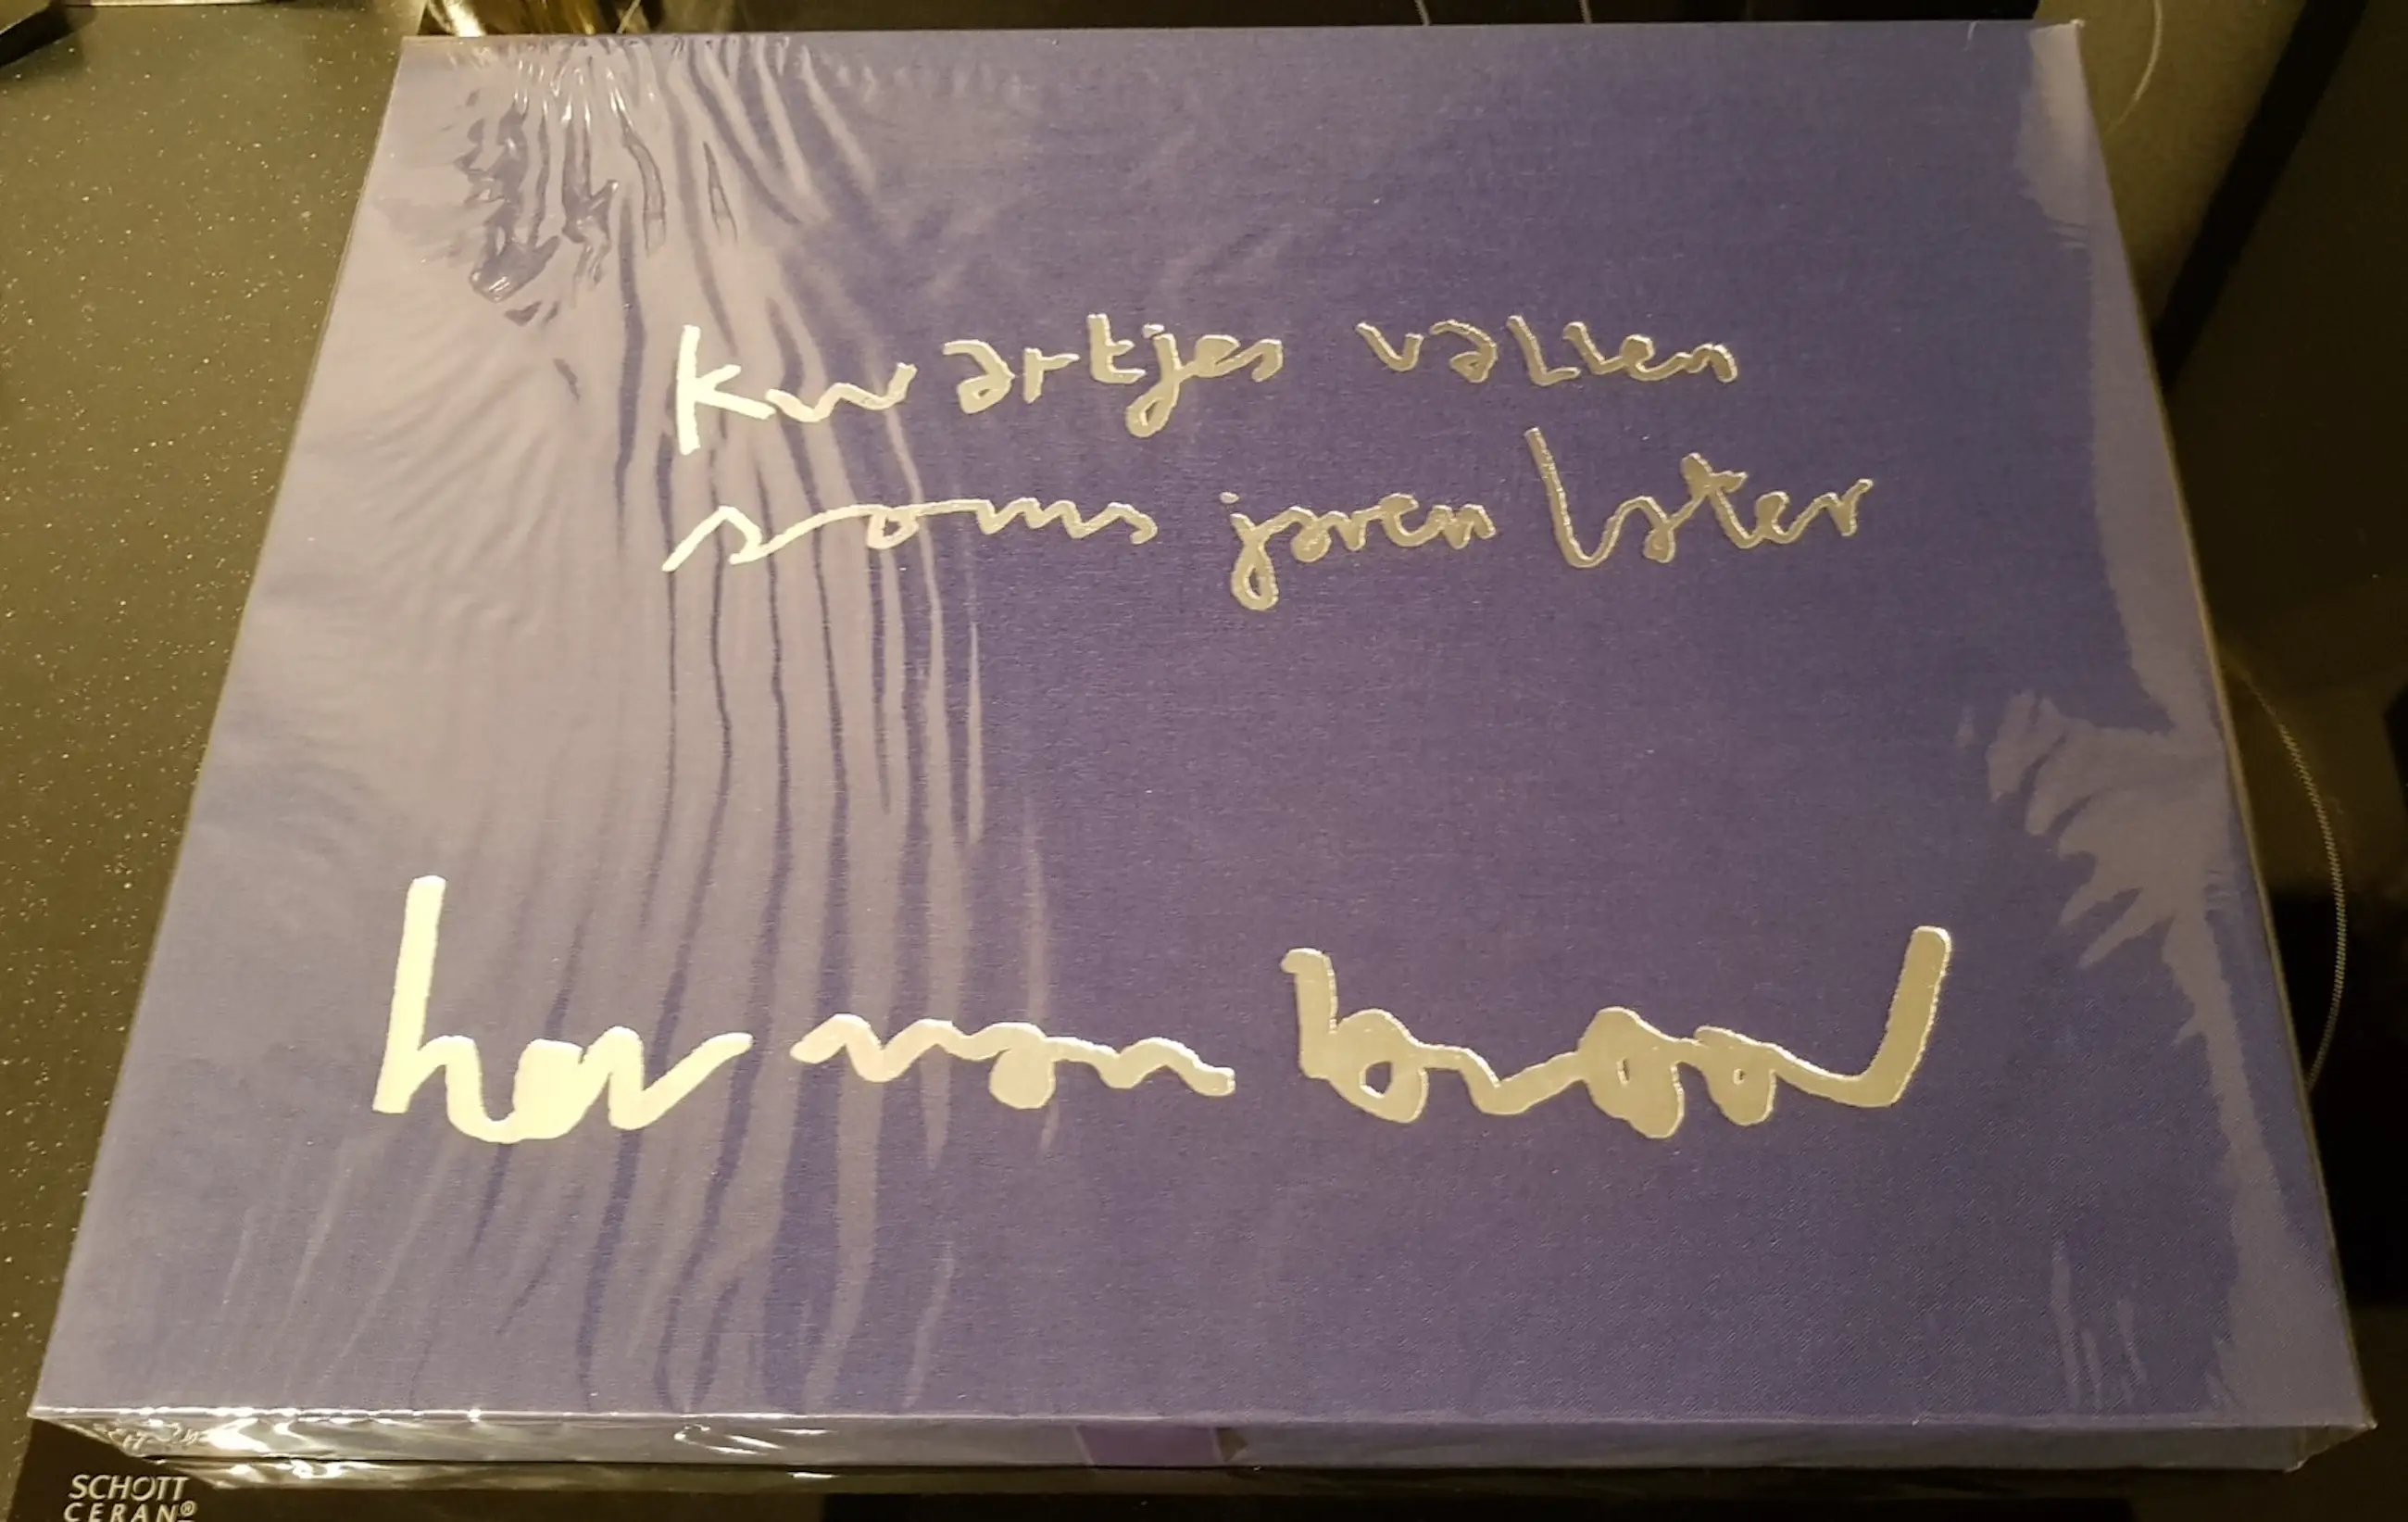 kwartjes vallen
soms jaren later
herman brood
SCHOTT
CERAN®